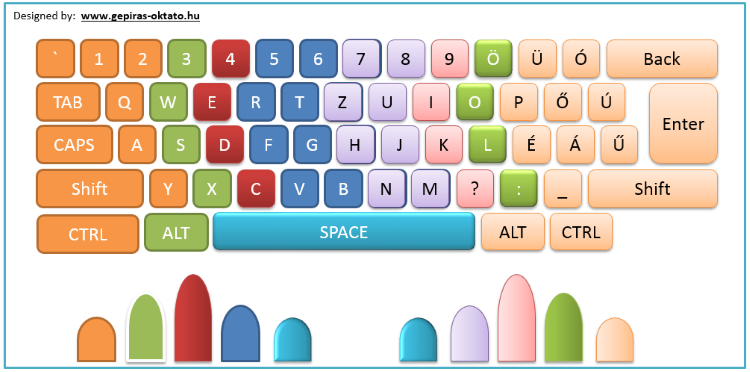 Designed by: www.gepiras-oktato.hu
` 1 2 3 4 5 6 7 8 9 Ö Ü Ó Back
TAB Q W E R T Z U I O P Ő Ú Enter
CAPS A S D F G H J K L É Á Ű
Shift Y X C V B N M ? : _ Shift
CTRL ALT SPACE ALT CTRL